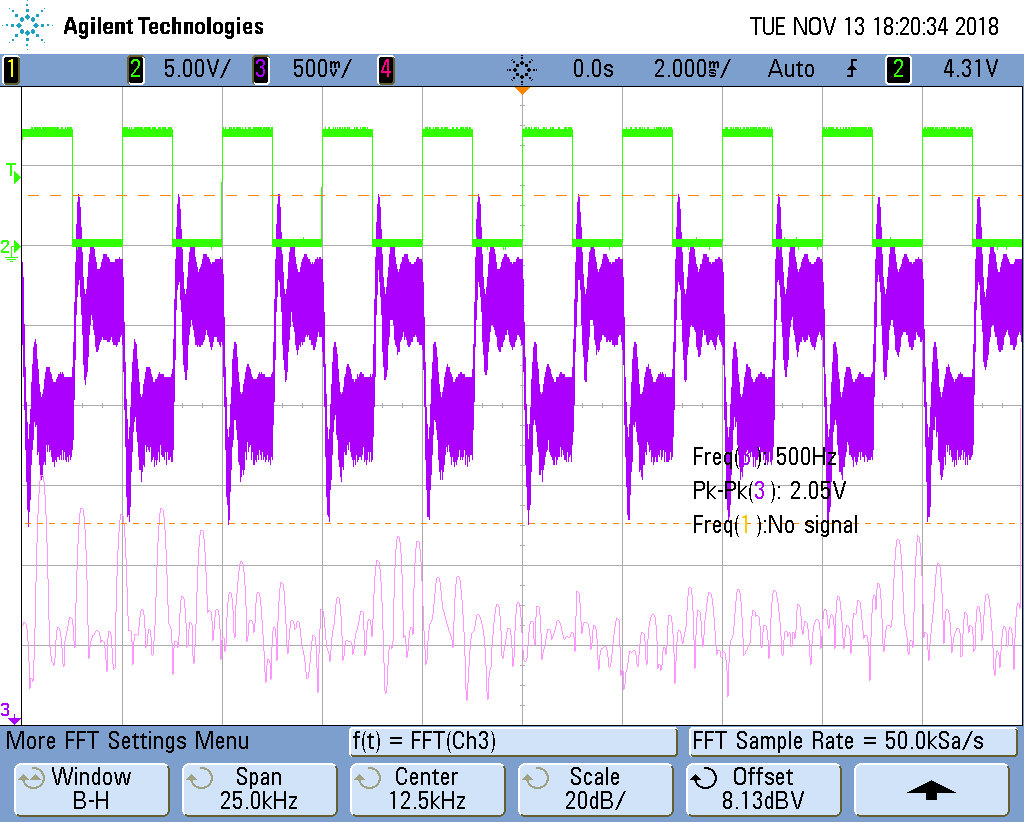 Agilent Technologies TUE NOV 13 18:20:34 2018
1 2 5.00V/ 3 500mV/ 4 0.0s 2.000ms/ Auto 2 4.31V
T
2
Freq(3): 500Hz
Pk-Pk(3): 2.05V
Freq(1):No signal
3
More FFT Settings Menu f(t) = FFT(Ch3) FFT Sample Rate = 50.0kSa/s
Window Span Center Scale Offset
B-H 25.0kHz 12.5kHz 20dB/ 8.13dBV